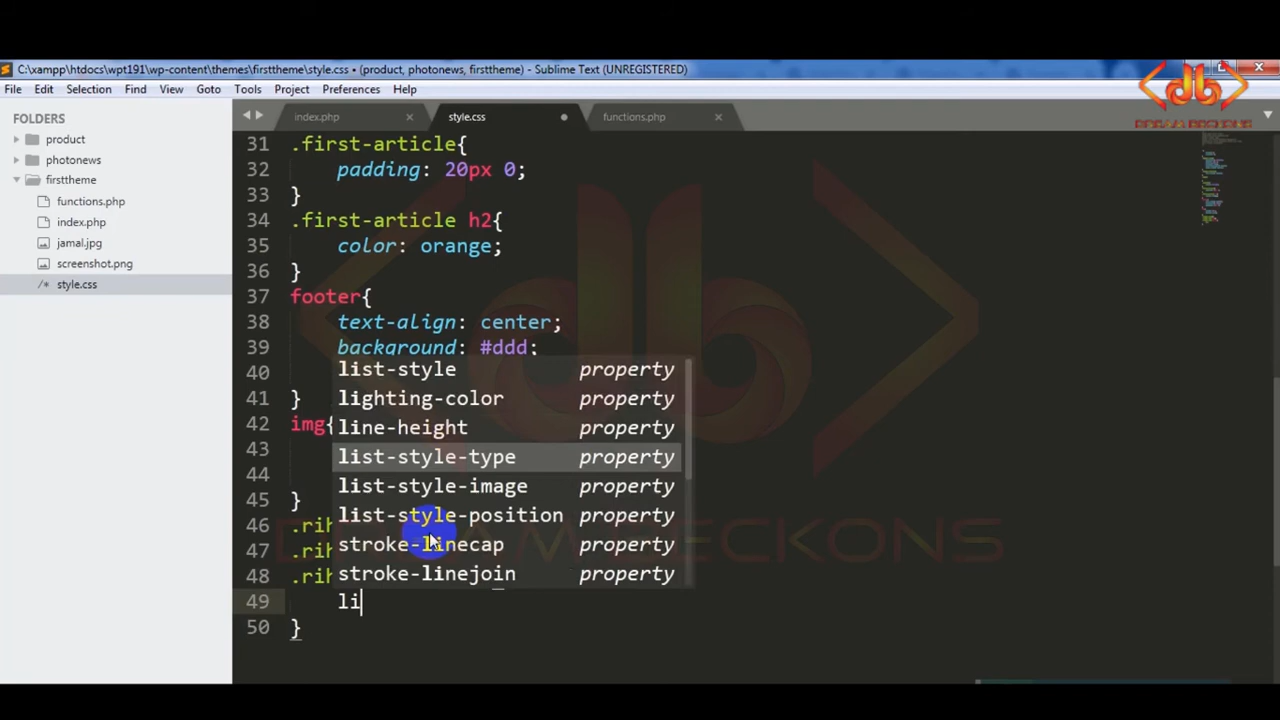 C:\xampp\htdocs\wpt191\wp-content\themes\firsttheme\style.css • (product, photonews, firsttheme) - Sublime Text (UNREGISTERED)
File Edit Selection Find View Goto Tools Project Preferences Help
FOLDERS
product
photonews
firsttheme
functions.php
index.php
jamal.jpg
screenshot.png
/* style.css
index.php
style.css
functions.php
31 .first-article{
32 padding: 20px 0;
33 }
34 .first-article h2{
35 color: orange;
36 }
37 footer{
38 text-align: center;
39 background: #ddd;
40
41 }
42 img{
43
44
45 }
46 .rih
47 .rih
48 .rih
49 li
50 }
list-style property
lighting-color property
line-height property
list-style-type property
list-style-image property
list-style-position property
stroke-linecap property
stroke-linejoin property